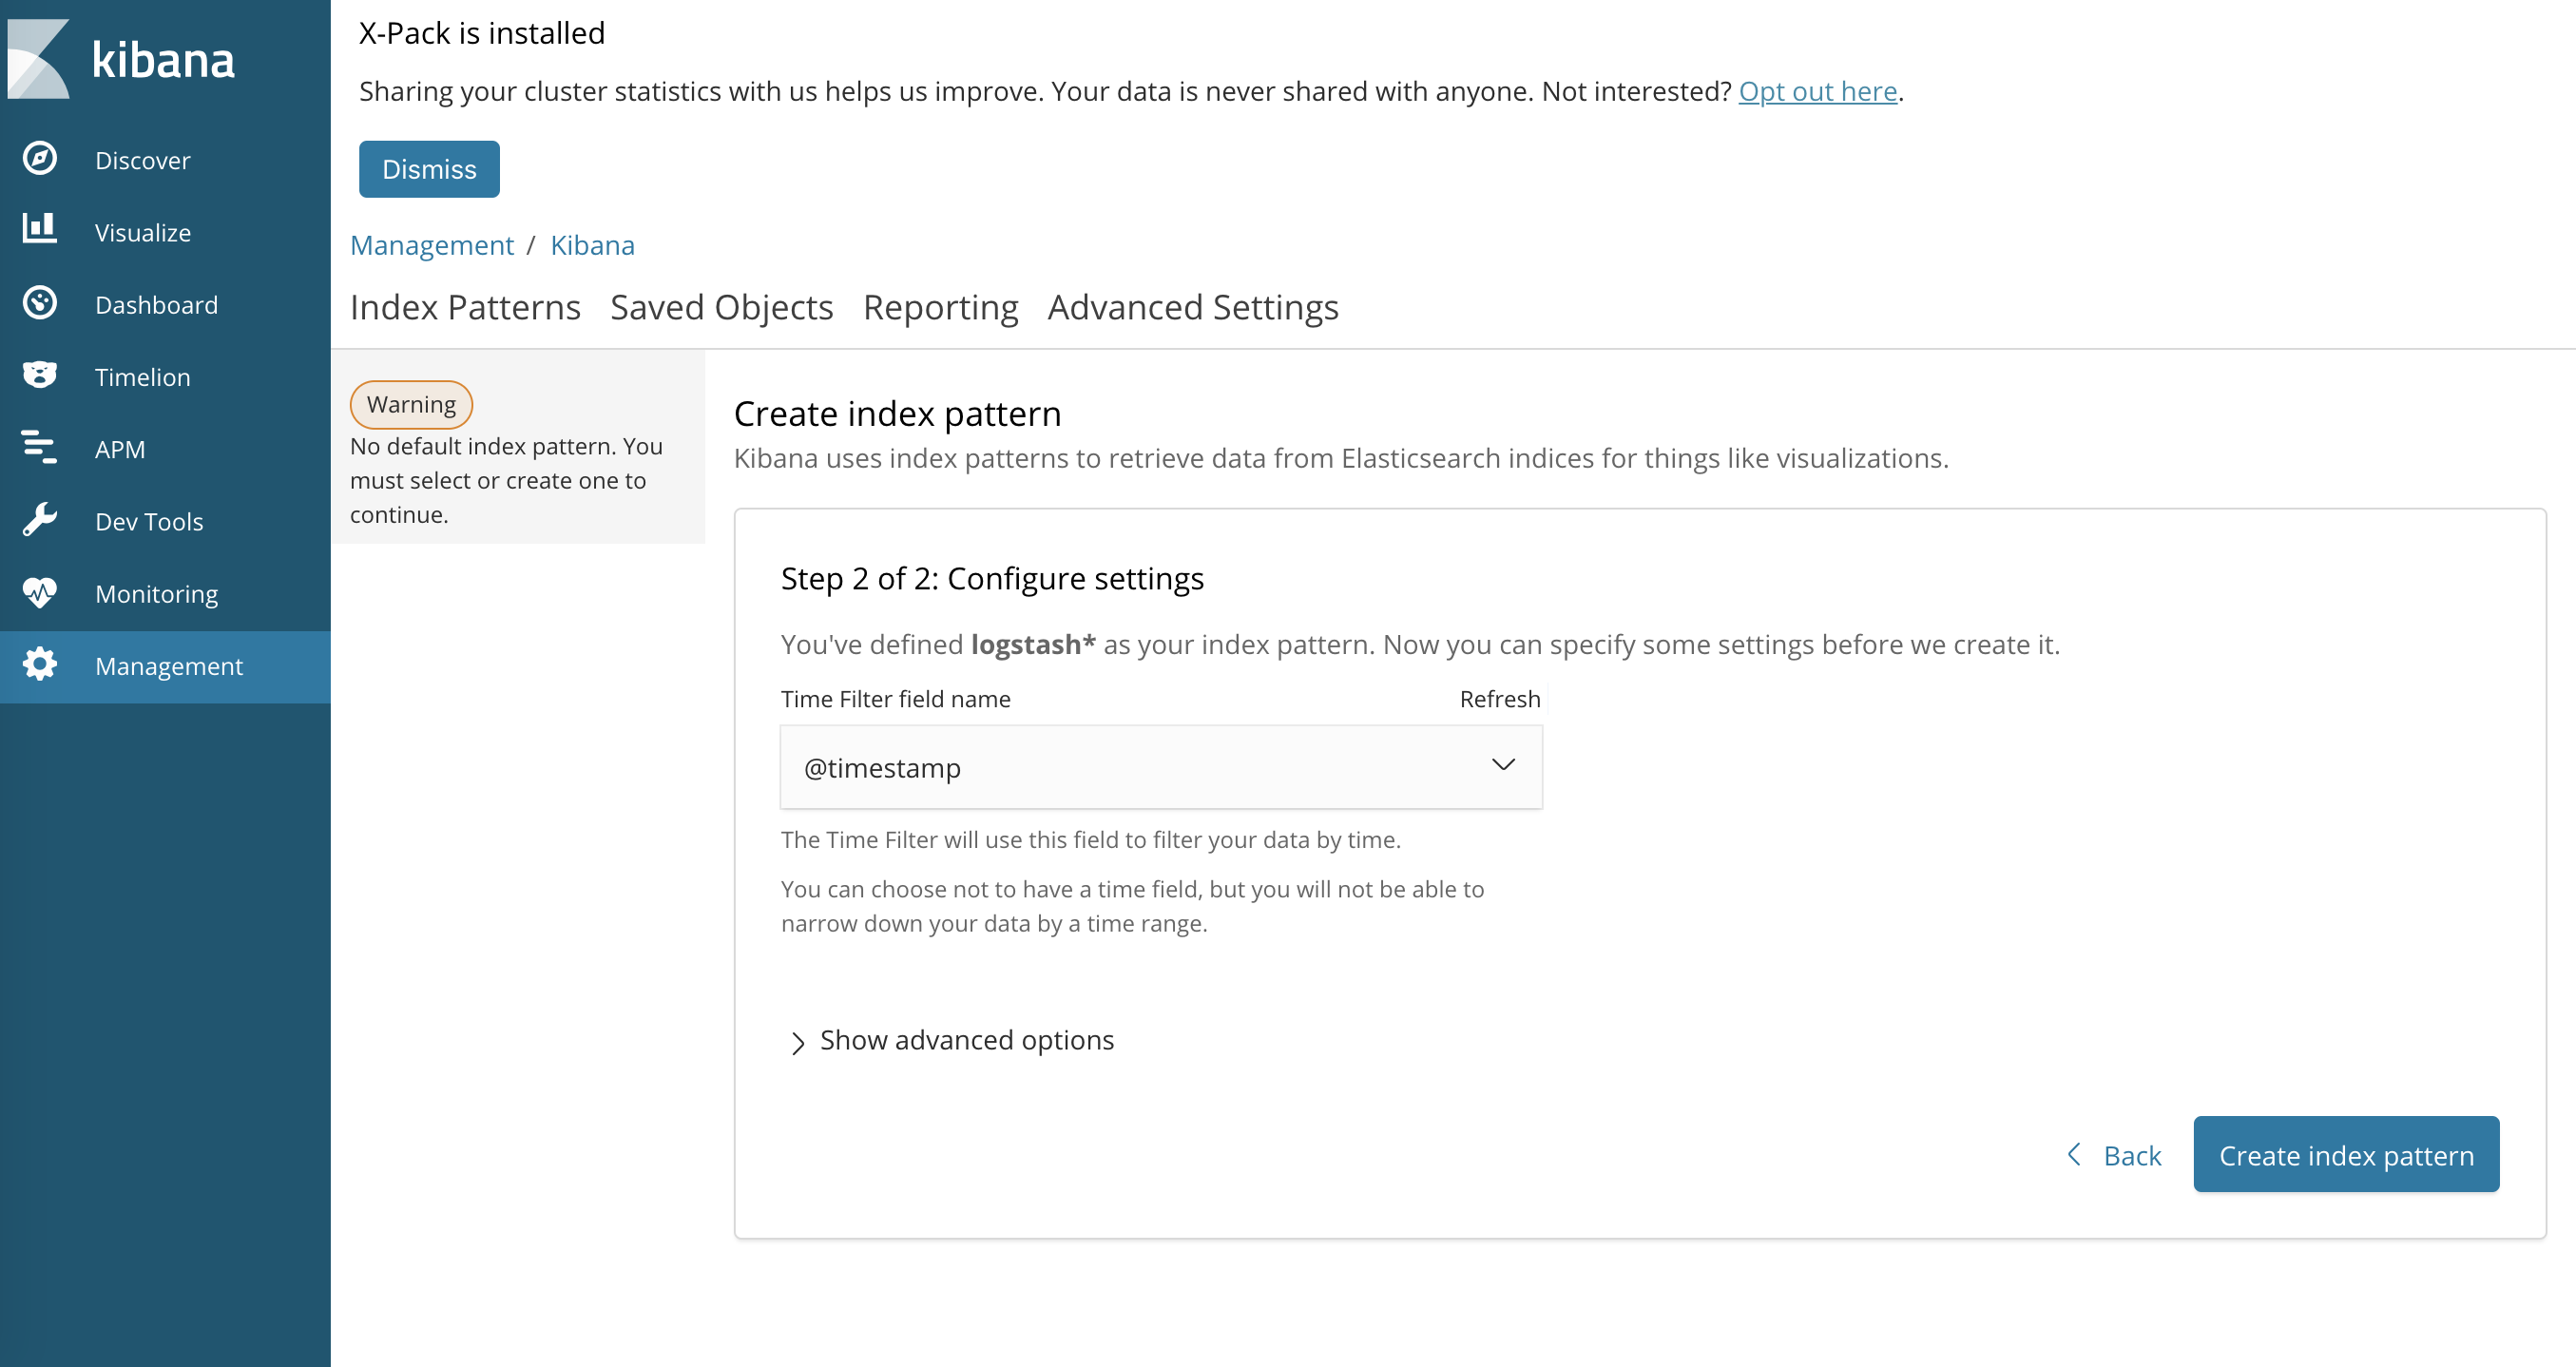 kibana
Discover
Visualize
Dashboard
Timelion
APM
Dev Tools
Monitoring
Management
X-Pack is installed
Sharing your cluster statistics with us helps us improve. Your data is never shared with anyone. Not interested? Opt out here.
Dismiss
Management / Kibana
Index Patterns Saved Objects Reporting Advanced Settings
Warning
No default index pattern. You
must select or create one to
continue.
Create index pattern
Kibana uses index patterns to retrieve data from Elasticsearch indices for things like visualizations.
Step 2 of 2: Configure settings
You've defined logstash* as your index pattern. Now you can specify some settings before we create it.
Time Filter field name Refresh
@timestamp
The Time Filter will use this field to filter your data by time.
You can choose not to have a time field, but you will not be able to
narrow down your data by a time range.
Show advanced options
Back Create index pattern